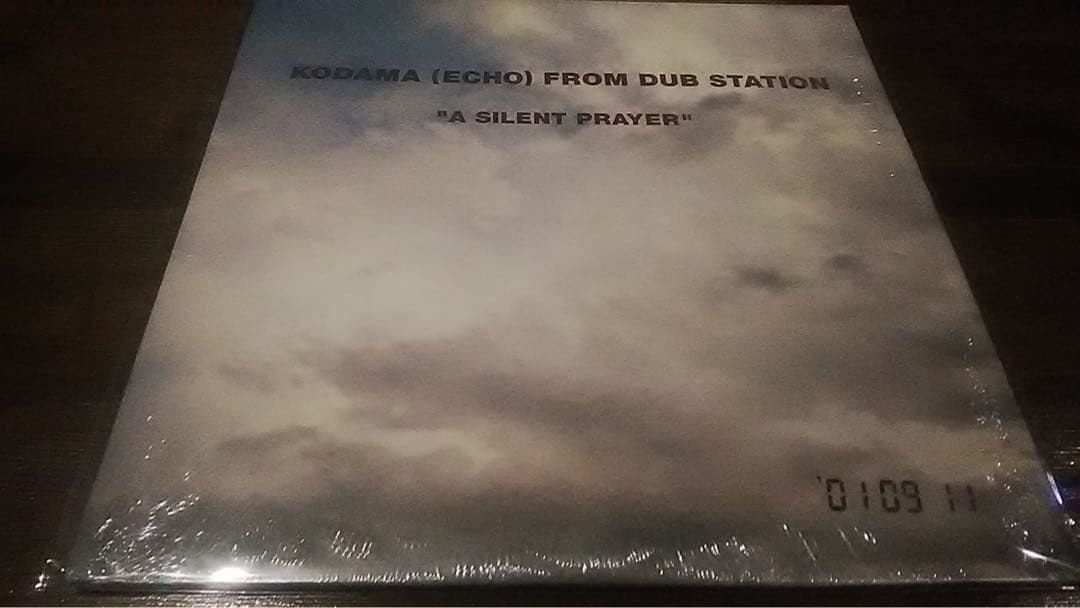 KODAMA (ECHO) FROM DUB STATION
"A SILENT PRAYER"
'01 09 11